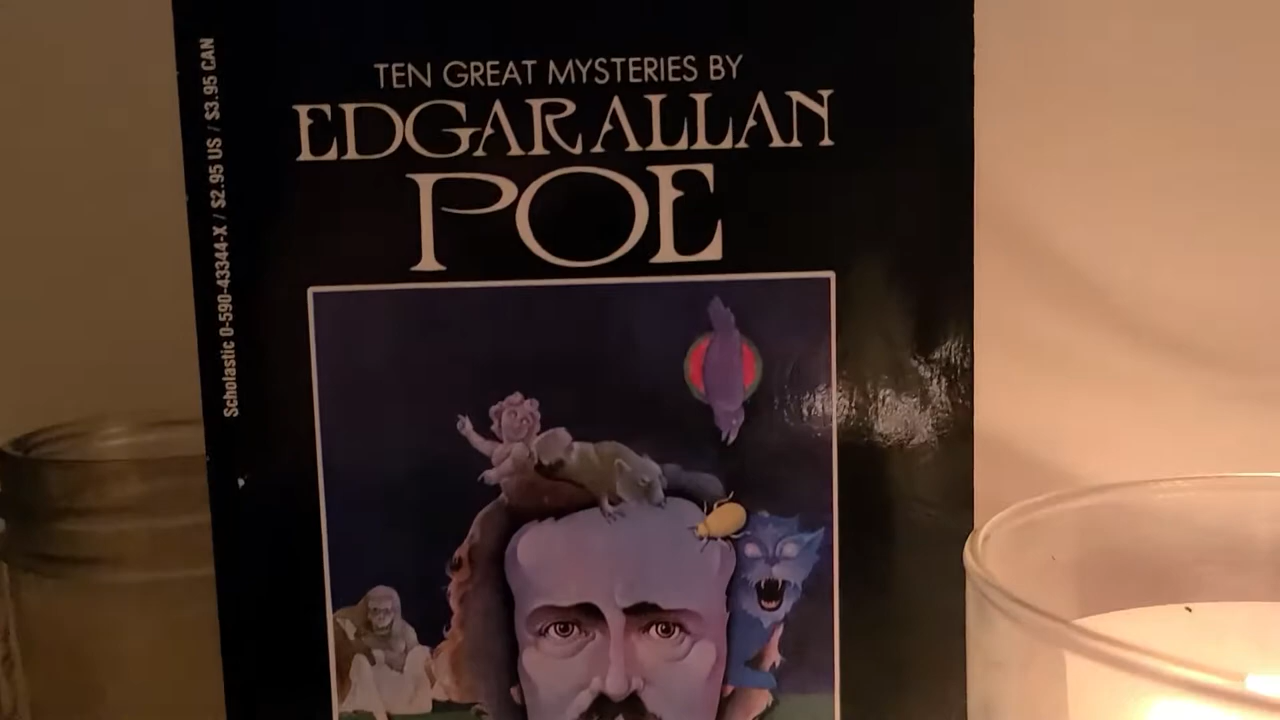 TEN GREAT MYSTERIES BY
EDGAR ALLAN
POE
Scholastic 0-590-43344-X / $2.95 US / $3.95 CAN